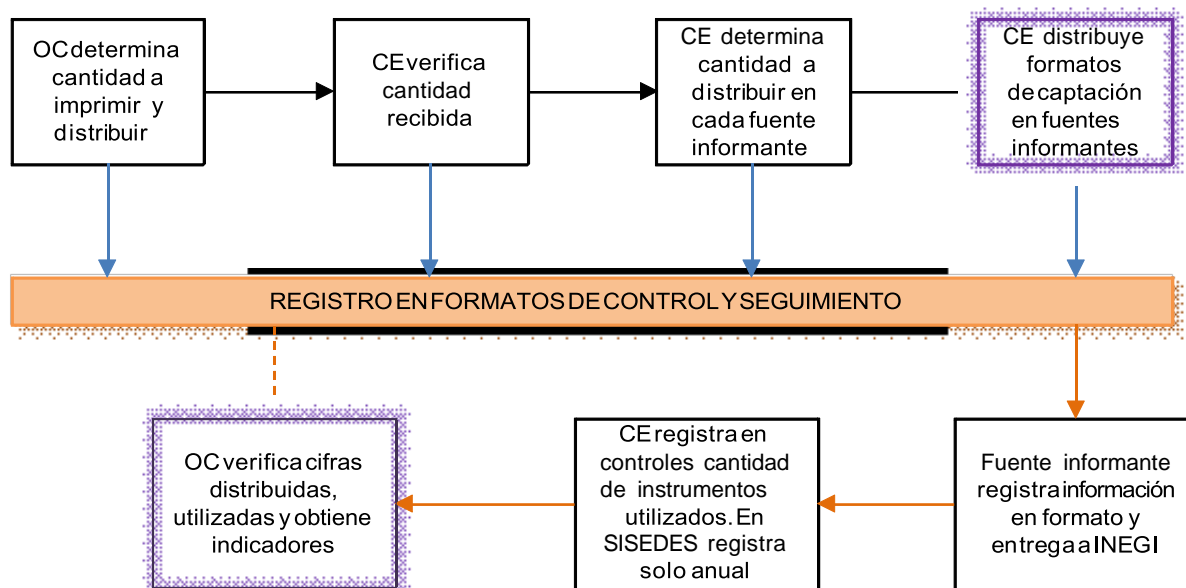 OC determina
cantidad a
imprimir y
distribuir
CE verifica
cantidad
recibida
CE determina
cantidad a
distribuir en
cada fuente
informante
CE distribuye
formatos
de captación
en fuentes
informantes
REGISTRO EN FORMATOS DE CONTROL Y SEGUIMIENTO
OC verifica cifras
distribuidas,
utilizadas y obtiene
indicadores
CE registra en
controles cantidad
de instrumentos
utilizados. En
SISEDES registra
solo anual
Fuente informante
registra información
en formato y
entrega a INEGI